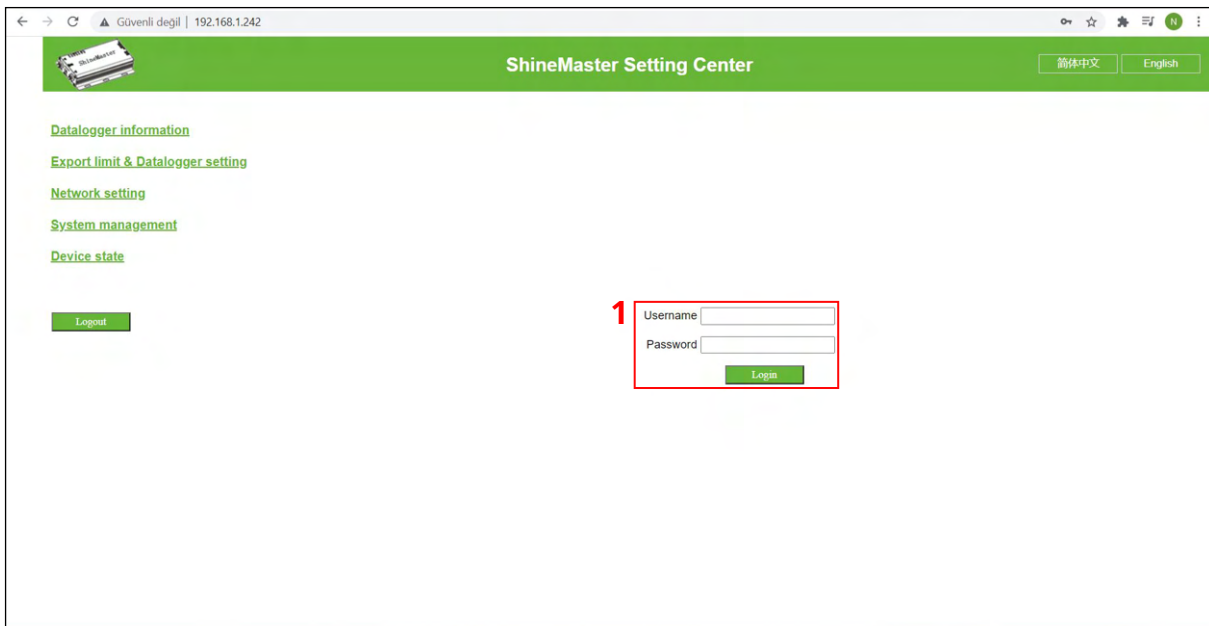 Güvenli değil | 192.168.1.242
N
ShineMaster
ShineMaster Setting Center
简体中文
English
Datalogger information
Export limit & Datalogger setting
Network setting
System management
Device state
Logout
1
Username
Password
Login